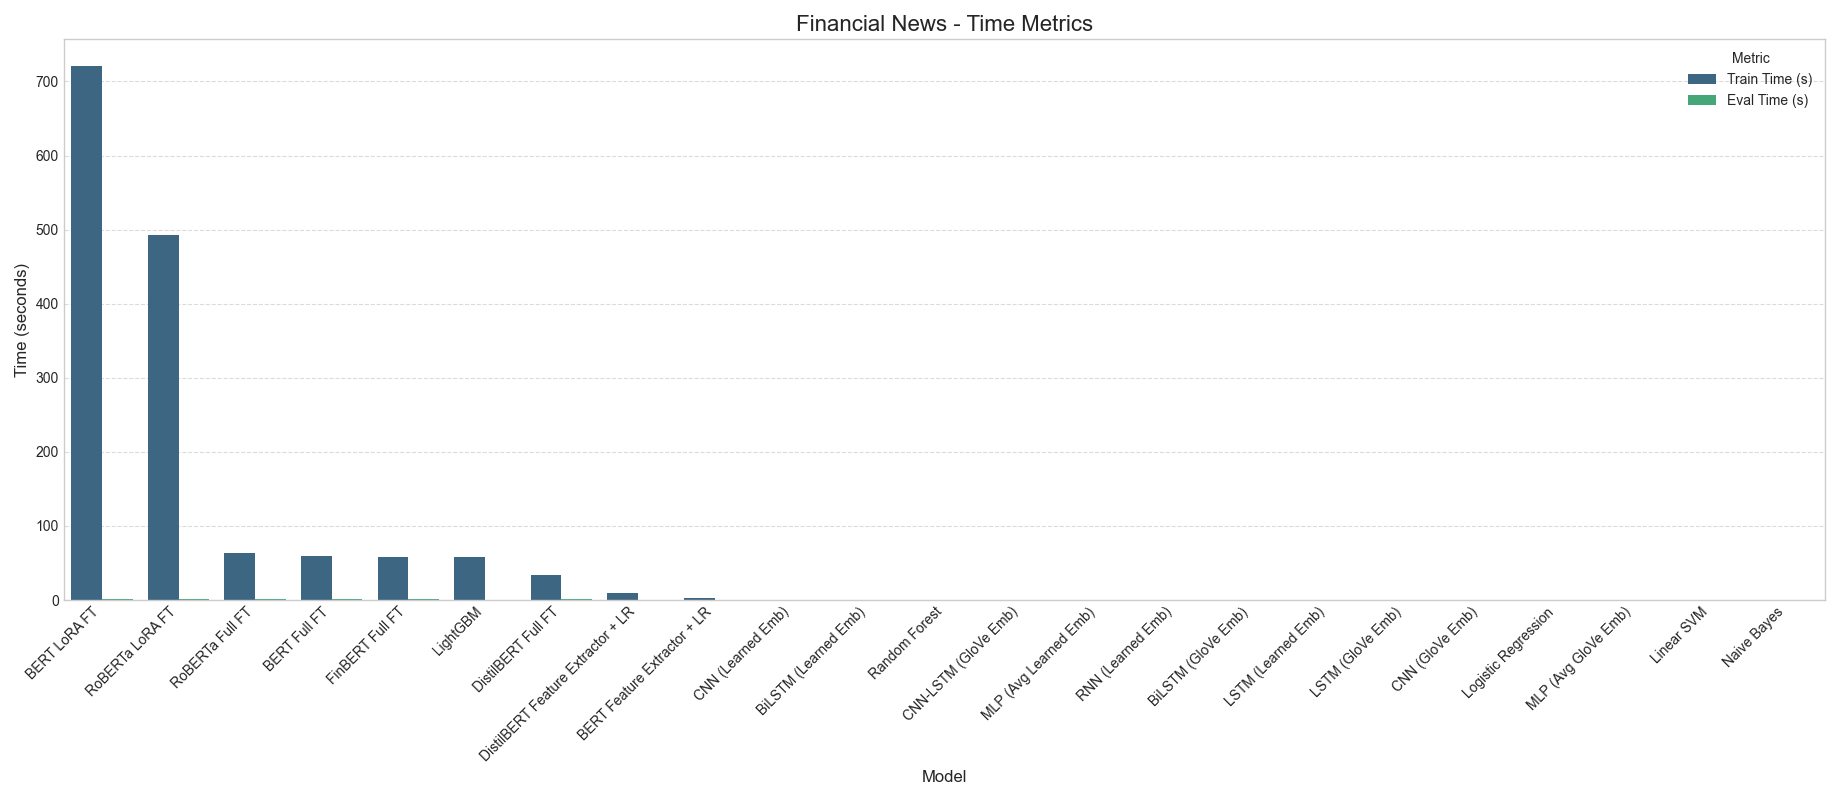 Financial News - Time Metrics
Metric
Train Time (s)
Eval Time (s)
Time (seconds)
700
600
500
400
300
200
100
0
BERT LoRA FT
RoBERTa LoRA FT
RoBERTa Full FT
BERT Full FT
FinBERT Full FT
LightGBM
DistilBERT Full FT
DistilBERT Feature Extractor + LR
BERT Feature Extractor + LR
CNN (Learned Emb)
BiLSTM (Learned Emb)
Random Forest
CNN-LSTM (GloVe Emb)
MLP (Avg Learned Emb)
RNN (Learned Emb)
BiLSTM (GloVe Emb)
LSTM (Learned Emb)
LSTM (GloVe Emb)
CNN (GloVe Emb)
Logistic Regression
MLP (Avg GloVe Emb)
Linear SVM
Naive Bayes
Model